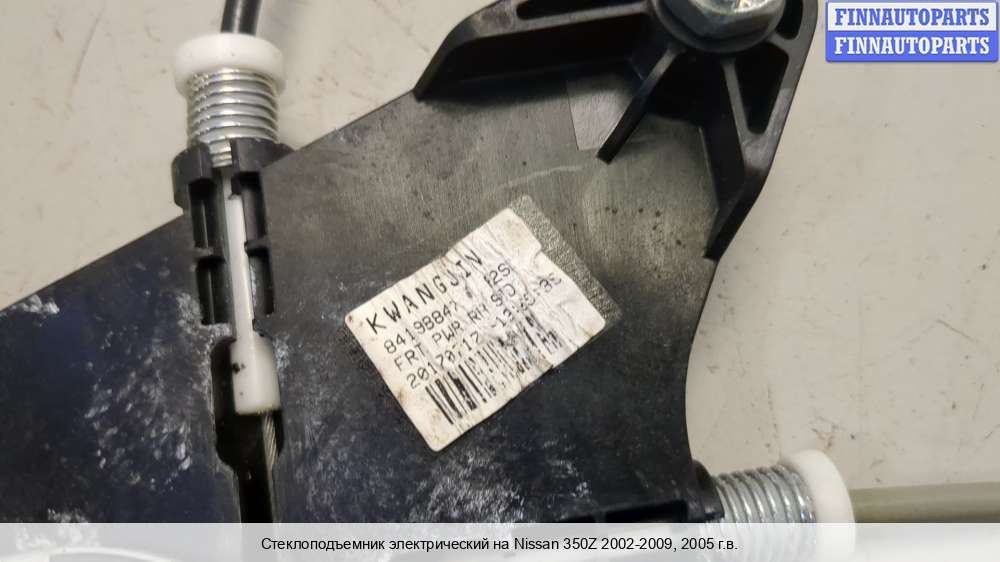 FINNAUTOPARTS
FINNAUTOPARTS
KWANGJIN
FRT PWR RH
Стеклоподъемник электрический на Nissan 350Z 2002-2009, 2005 г.в.